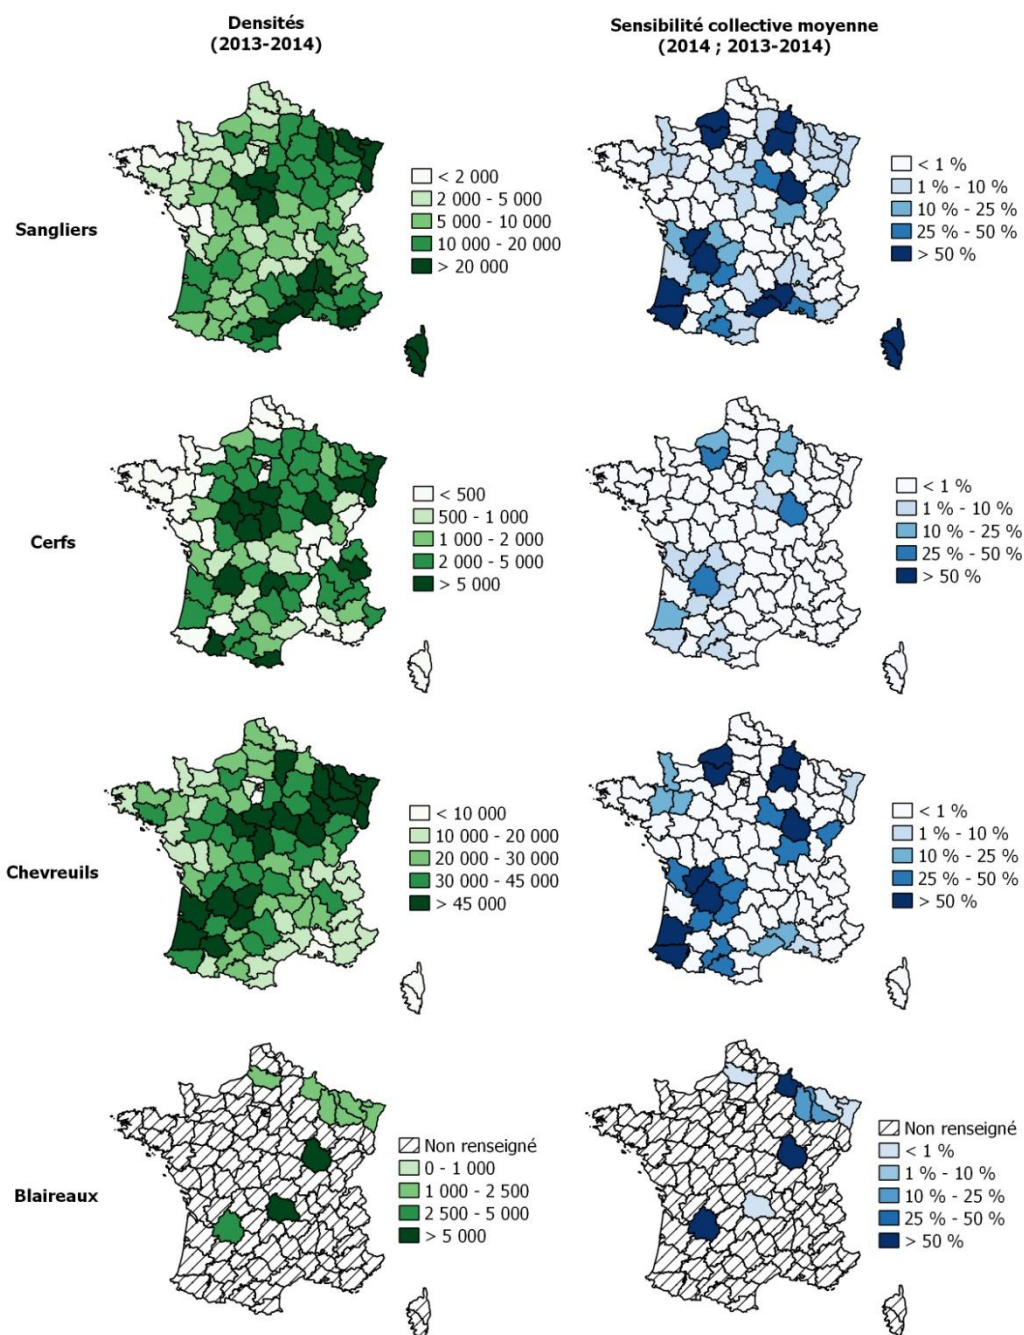 Densités
(2013-2014)
Sensibilité collective moyenne
(2014 ; 2013-2014)
Sangliers
< 2 000
2 000 - 5 000
5 000 - 10 000
10 000 - 20 000
> 20 000
< 1 %
1 % - 10 %
10 % - 25 %
25 % - 50 %
> 50 %
Cerfs
< 500
500 - 1 000
1 000 - 2 000
2 000 - 5 000
> 5 000
< 1 %
1 % - 10 %
10 % - 25 %
25 % - 50 %
> 50 %
Chevreuils
< 10 000
10 000 - 20 000
20 000 - 30 000
30 000 - 45 000
> 45 000
< 1 %
1 % - 10 %
10 % - 25 %
25 % - 50 %
> 50 %
Blaireaux
Non renseigné
0 - 1 000
1 000 - 2 500
2 500 - 5 000
> 5 000
Non renseigné
< 1 %
1 % - 10 %
10 % - 25 %
25 % - 50 %
> 50 %